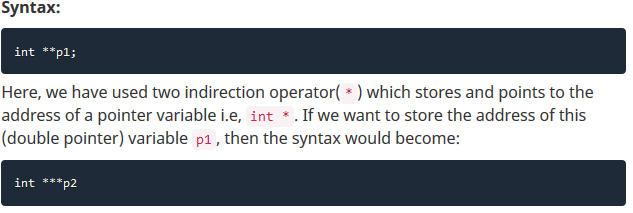 Syntax:
int **p1;
Here, we have used two indirection operator( * ) which stores and points to the
address of a pointer variable i.e, int * . If we want to store the address of this
(double pointer) variable p1 , then the syntax would become:
int ***p2